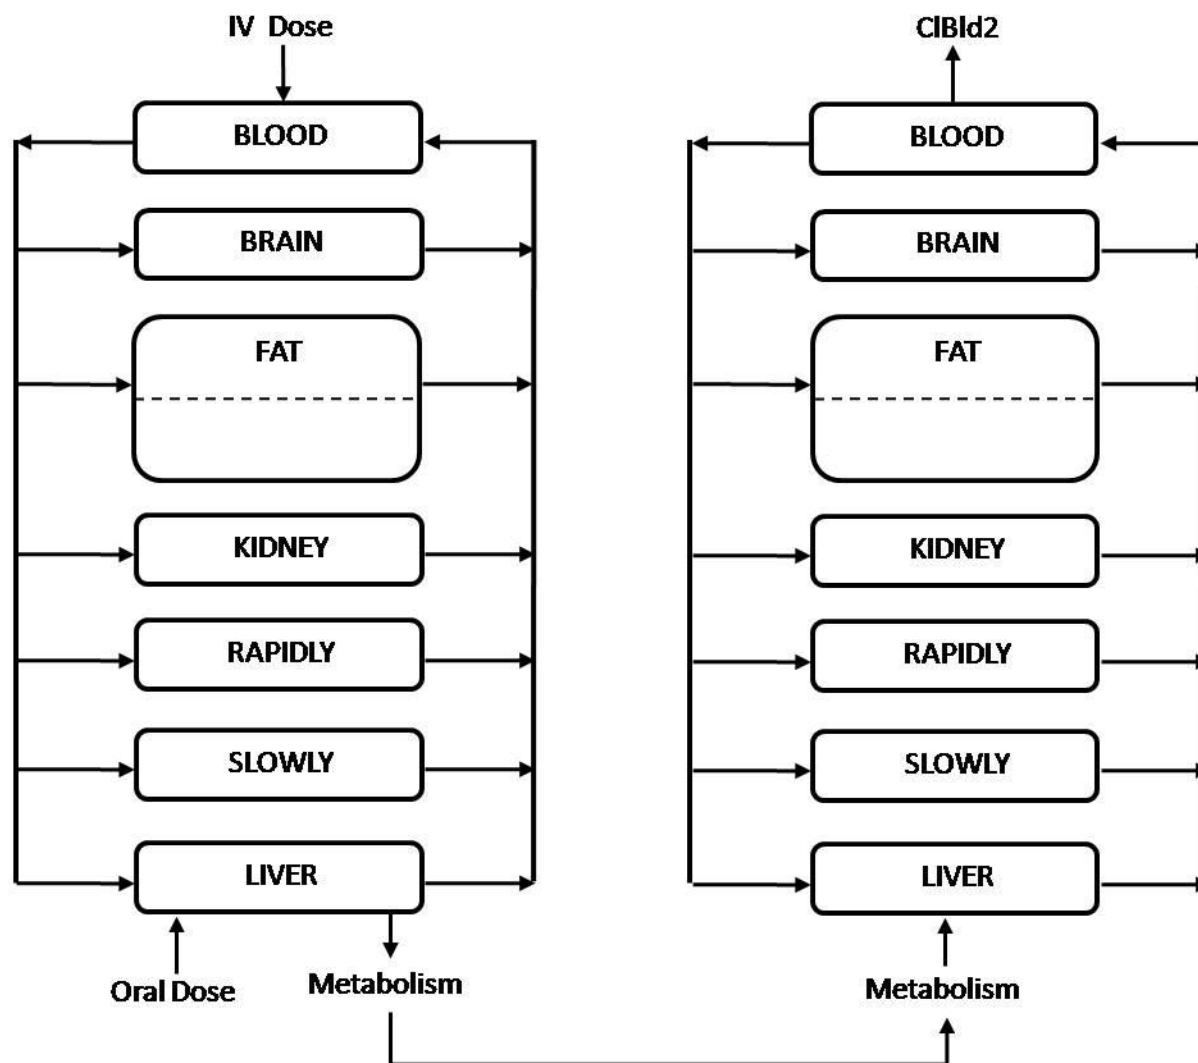 IV Dose
BLOOD
BRAIN
FAT
KIDNEY
RAPIDLY
SLOWLY
LIVER
Oral Dose
Metabolism
ClBld2
BLOOD
BRAIN
FAT
KIDNEY
RAPIDLY
SLOWLY
LIVER
Metabolism